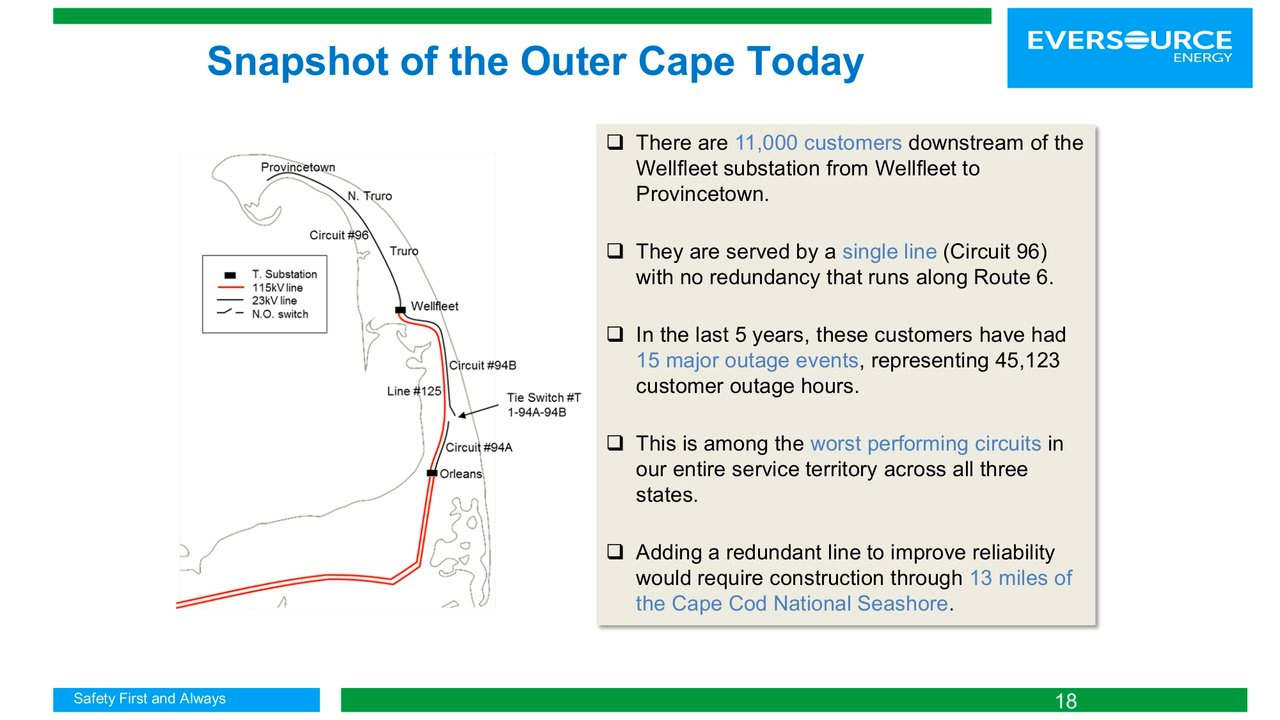 EVERSOURCE
ENERGY
Snapshot of the Outer Cape Today
Provincetown
N. Truro
Circuit #96
Truro
T. Substation
115kV line
23kV line
N.O. switch
Wellfleet
Circuit #94B
Line #125
Tie Switch #T
1-94A-94B
Circuit #94A
Orleans
There are 11,000 customers downstream of the
Wellfleet substation from Wellfleet to
Provincetown.
They are served by a single line (Circuit 96)
with no redundancy that runs along Route 6.
In the last 5 years, these customers have had
15 major outage events, representing 45,123
customer outage hours.
This is among the worst performing circuits in
our entire service territory across all three
states.
Adding a redundant line to improve reliability
would require construction through 13 miles of
the Cape Cod National Seashore.
Safety First and Always
18